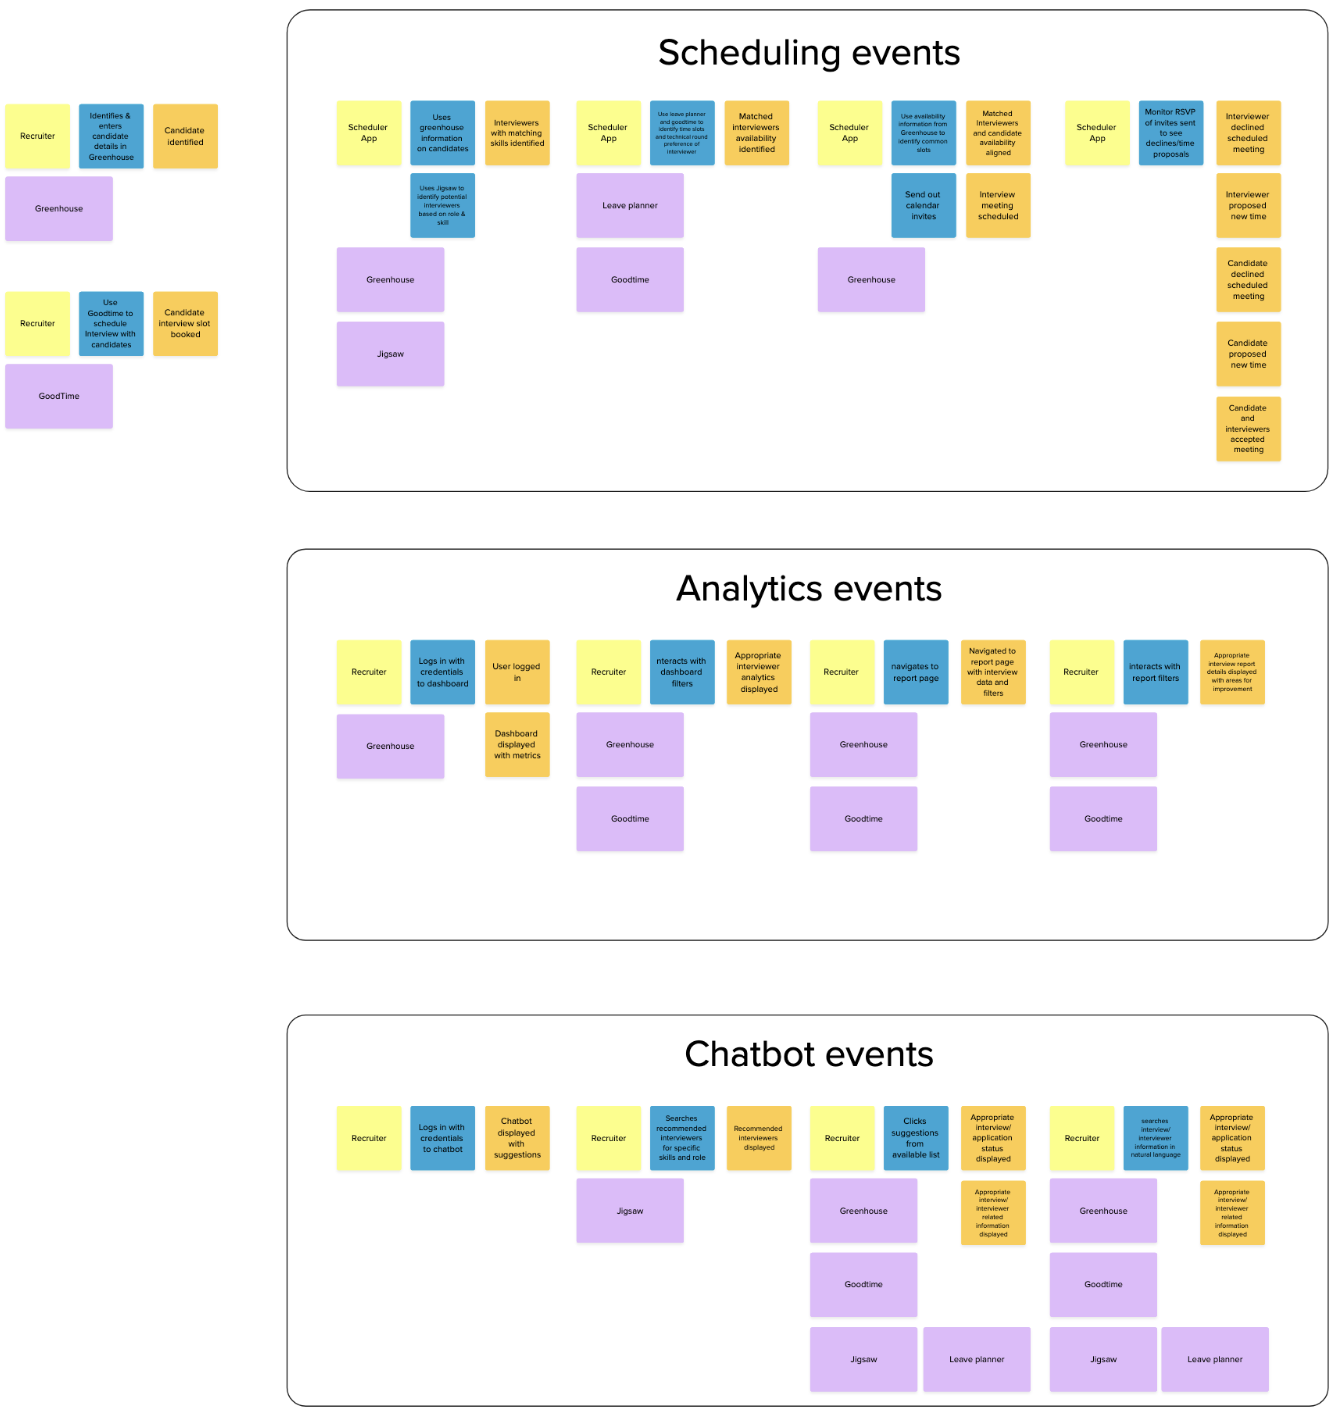 Scheduling events
Recruiter
Identifies &
enters
candidate
details in
Greenhouse
Candidate
identified
Greenhouse
Recruiter
Use
Goodtime to
schedule
Interview with
candidates
Candidate
interview slot
booked
GoodTime
Scheduler
App
Uses
greenhouse
information
on candidates
Interviewers
with matching
skills identified
Uses Jigsaw to
identify potential
interviewers
based on role &
skill
Greenhouse
Jigsaw
Scheduler
App
Use leave planner
and goodtime to
identify time slots
and technical round
preference of
interviewer
Matched
interviewers
availability
identified
Leave planner
Goodtime
Scheduler
App
Use availability
information from
Greenhouse to
identify common
slots
Matched
Interviewers
and candidate
availability
aligned
Send out
calendar
invites
Interview
meeting
scheduled
Greenhouse
Scheduler
App
Monitor RSVP
of invites sent
to see
declines/time
proposals
Interviewer
declined
scheduled
meeting
Interviewer
proposed
new time
Candidate
declined
scheduled
meeting
Candidate
proposed
new time
Candidate
and
interviewers
accepted
meeting
Analytics events
Recruiter
Logs in with
credentials
to dashboard
User logged
in
Greenhouse
Dashboard
displayed
with metrics
Recruiter
nteracts with
dashboard
filters
Appropriate
interviewer
analytics
displayed
Greenhouse
Goodtime
Recruiter
navigates to
report page
Navigated to
report page
with interview
data and
filters
Greenhouse
Goodtime
Recruiter
interacts with
report filters
Appropriate
interview report
details displayed
with areas for
improvement
Greenhouse
Goodtime
Chatbot events
Recruiter
Logs in with
credentials
to chatbot
Chatbot
displayed
with
suggestions
Recruiter
Searches
recommended
interviewers
for specific
skills and role
Recommended
interviewers
displayed
Jigsaw
Recruiter
Clicks
suggestions
from
available list
Appropriate
interview/
application
status
displayed
Greenhouse
Appropriate
interview/
interviewer
related
information
displayed
Goodtime
Jigsaw
Leave planner
Recruiter
searches
interview/
interviewer
information in
natural language
Appropriate
interview/
application
status
displayed
Greenhouse
Appropriate
interview/
interviewer
related
information
displayed
Goodtime
Jigsaw
Leave planner